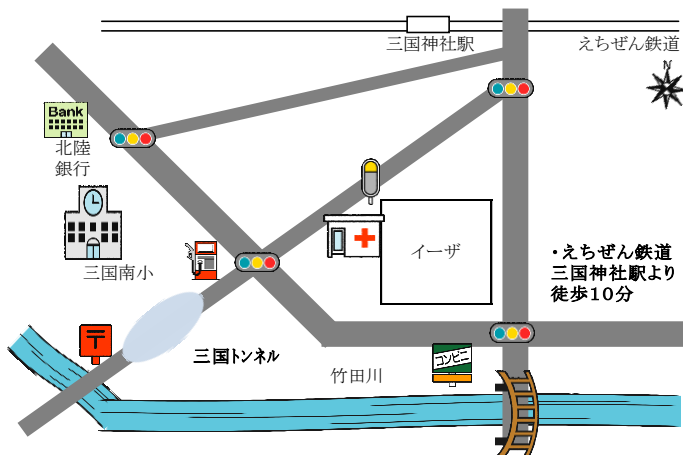 三国神社駅
えちぜん鉄道
N
Bank
北陸
銀行
イーザ
三国南小
・えちぜん鉄道
三国神社駅より
徒歩10分
〒
三国トンネル
コンビニ
竹田川